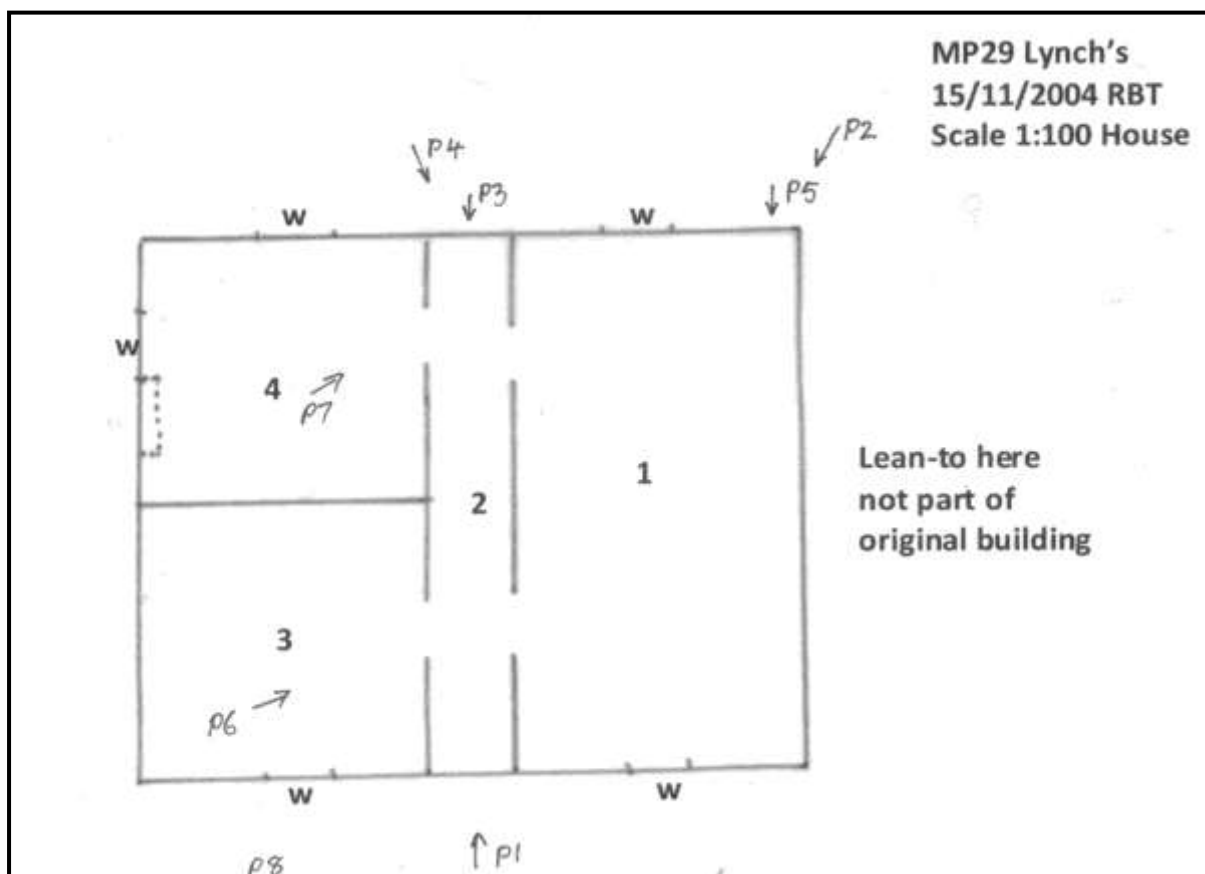 MP29 Lynch's
15/11/2004 RBT
Scale 1:100 House
P4
P2
P3
P5
W
W
W
4
P7
1
2
Lean-to here
not part of
original building
3
P6
W
W
P8
P1